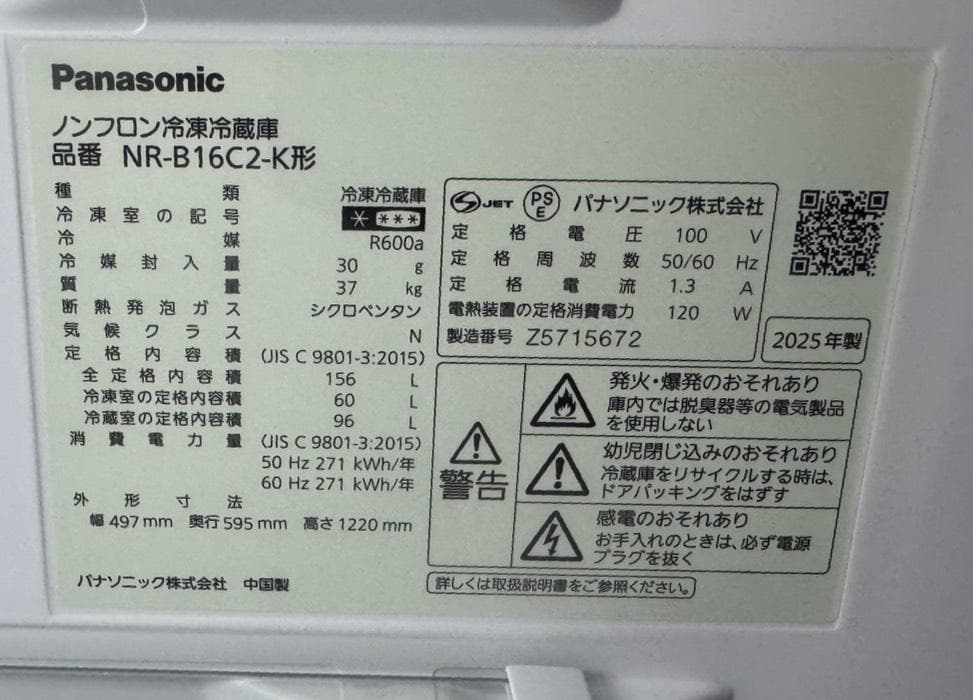 Panasonic
ノンフロン冷凍冷蔵庫
品番 NR-B16C2-K形
種類 冷凍冷蔵庫
冷凍室の記号 * ***
冷媒 R600a
冷媒封入量 30 g
質量 37 kg
断熱発泡ガス シクロペンタン
気候クラス N
定格内容積 (JIS C 9801-3:2015)
全定格内容積 156 L
冷凍室の定格内容積 60 L
冷蔵室の定格内容積 96 L
消費電力量 (JIS C 9801-3:2015)
50 Hz 271 kWh/年
60 Hz 271 kWh/年
外形寸法
幅 497 mm 奥行 595 mm 高さ 1220 mm
パナソニック株式会社 中国製
S JET PSE パナソニック株式会社
定格電圧 100 V
定格周波数 50/60 Hz
定格電流 1.3 A
電熱装置の定格消費電力 120 W
製造番号 Z5715672
2025年製
警告
発火・爆発のおそれあり
庫内では脱臭器等の電気製品
を使用しない
幼児閉じ込みのおそれあり
冷蔵庫をリサイクルする時は、
ドアパッキングをはずす
感電のおそれあり
お手入れのときは、必ず電源
プラグを抜く
詳しくは取扱説明書をご参照ください。